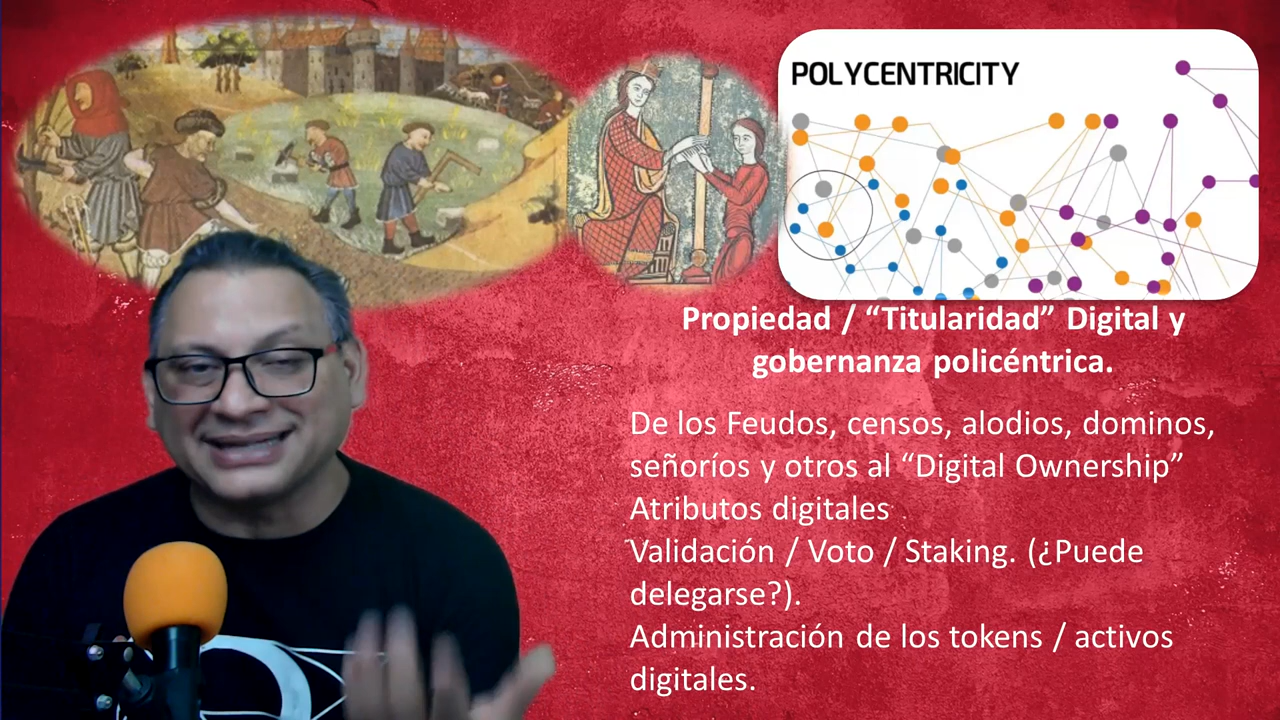 POLYCENTRICITY
Propiedad / “Titularidad” Digital y
gobernanza policéntrica.
De los Feudos, censos, alodios, dominos,
señoríos y otros al “Digital Ownership”
Atributos digitales
Validación / Voto / Staking. (¿Puede
delegarse?).
Administración de los tokens / activos
digitales.